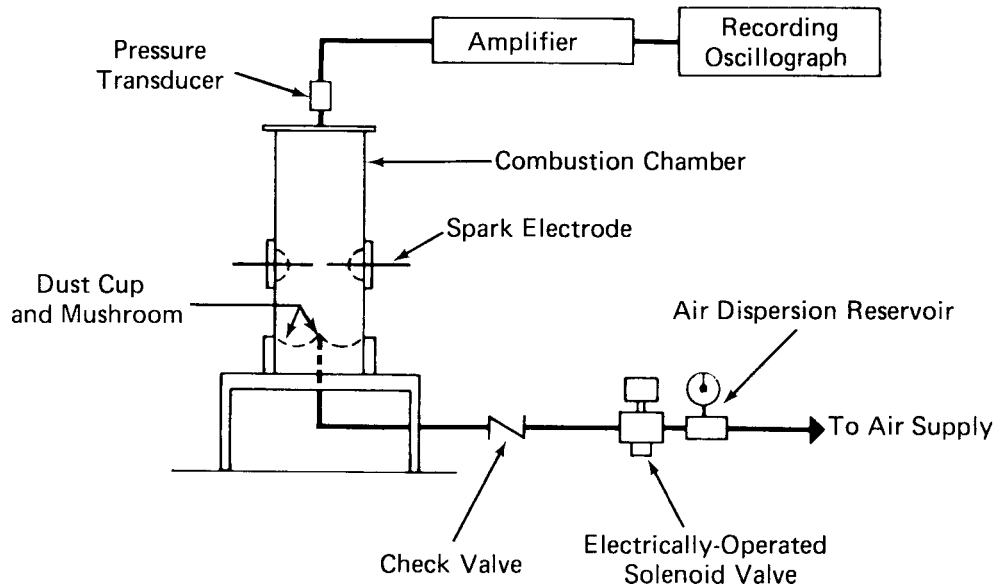 Pressure
Transducer
Amplifier
Recording
Oscillograph
Combustion Chamber
Spark Electrode
Dust Cup
and Mushroom
Air Dispersion Reservoir
To Air Supply
Check Valve
Electrically-Operated
Solenoid Valve